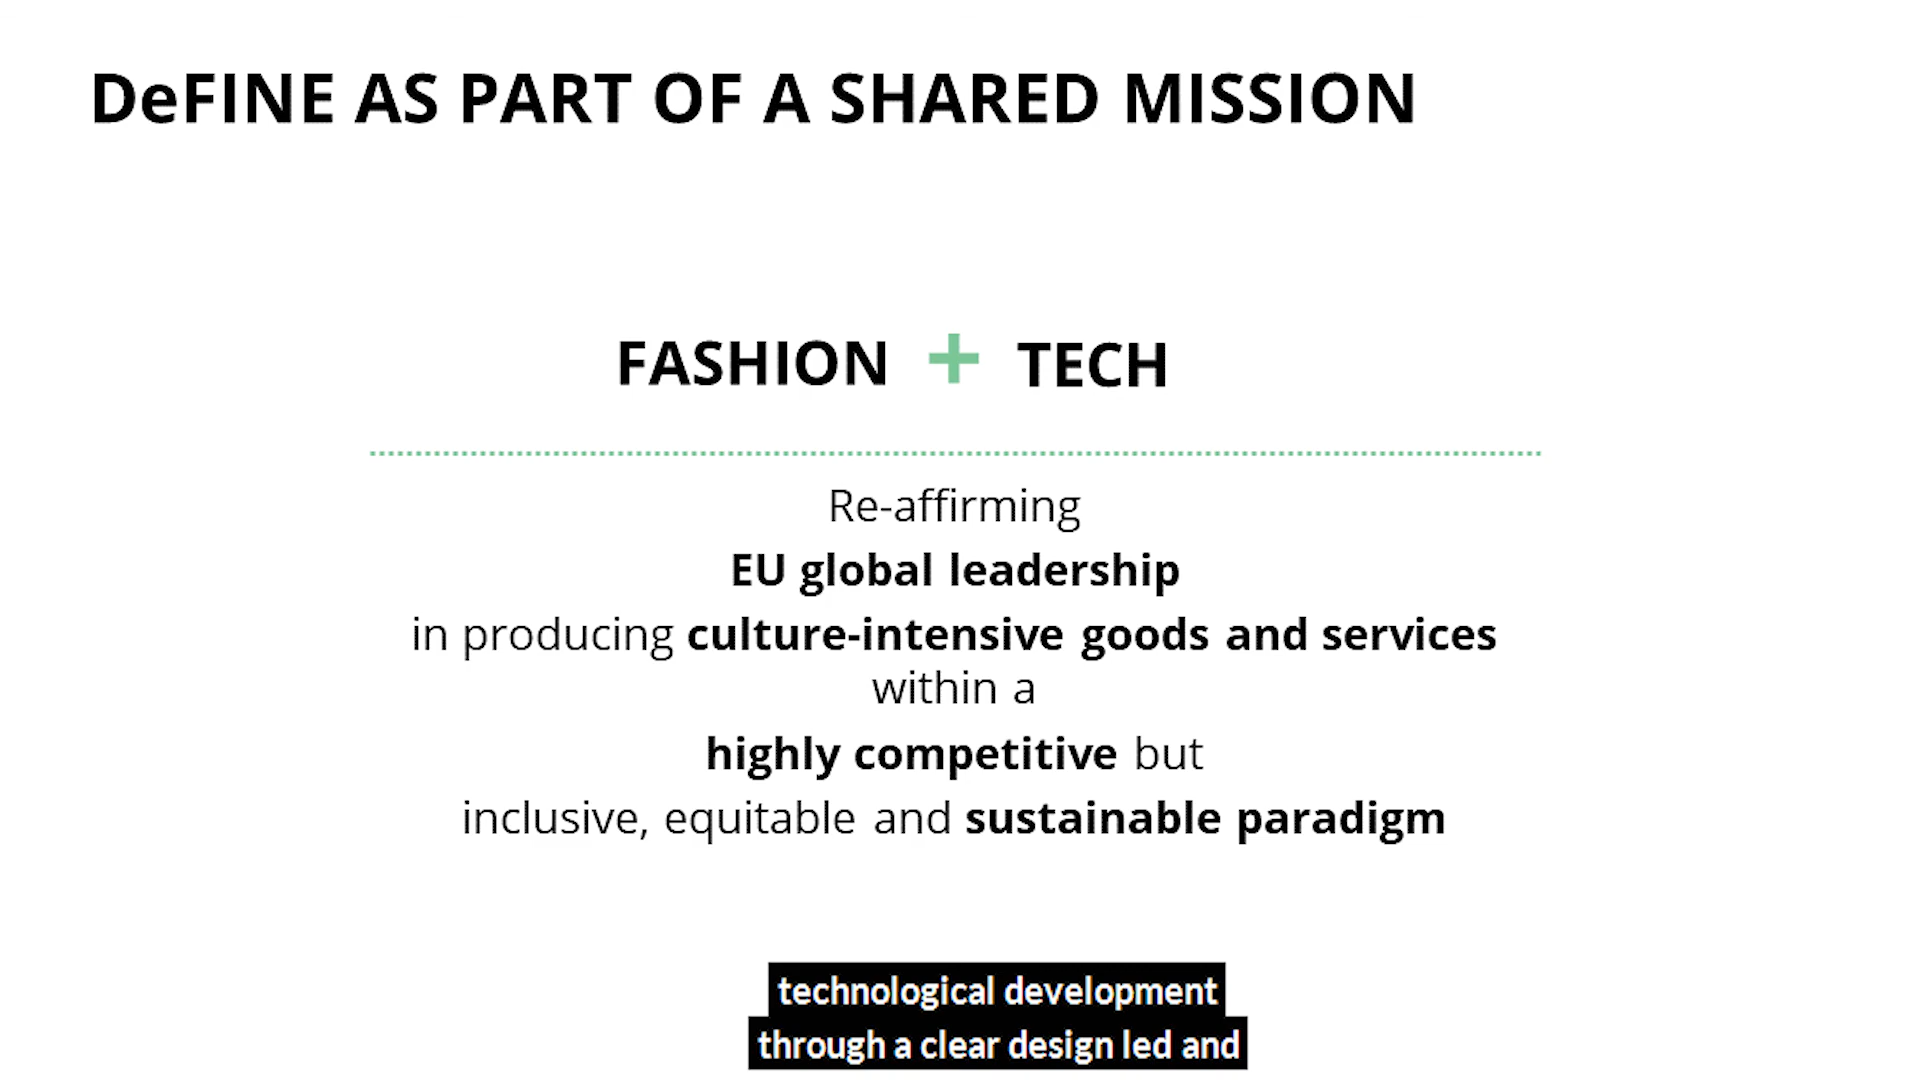 DeFINE AS PART OF A SHARED MISSION
FASHION + TECH
Re-affirming
EU global leadership
in producing culture-intensive goods and services
within a
highly competitive but
inclusive, equitable and sustainable paradigm
technological development
through a clear design led and